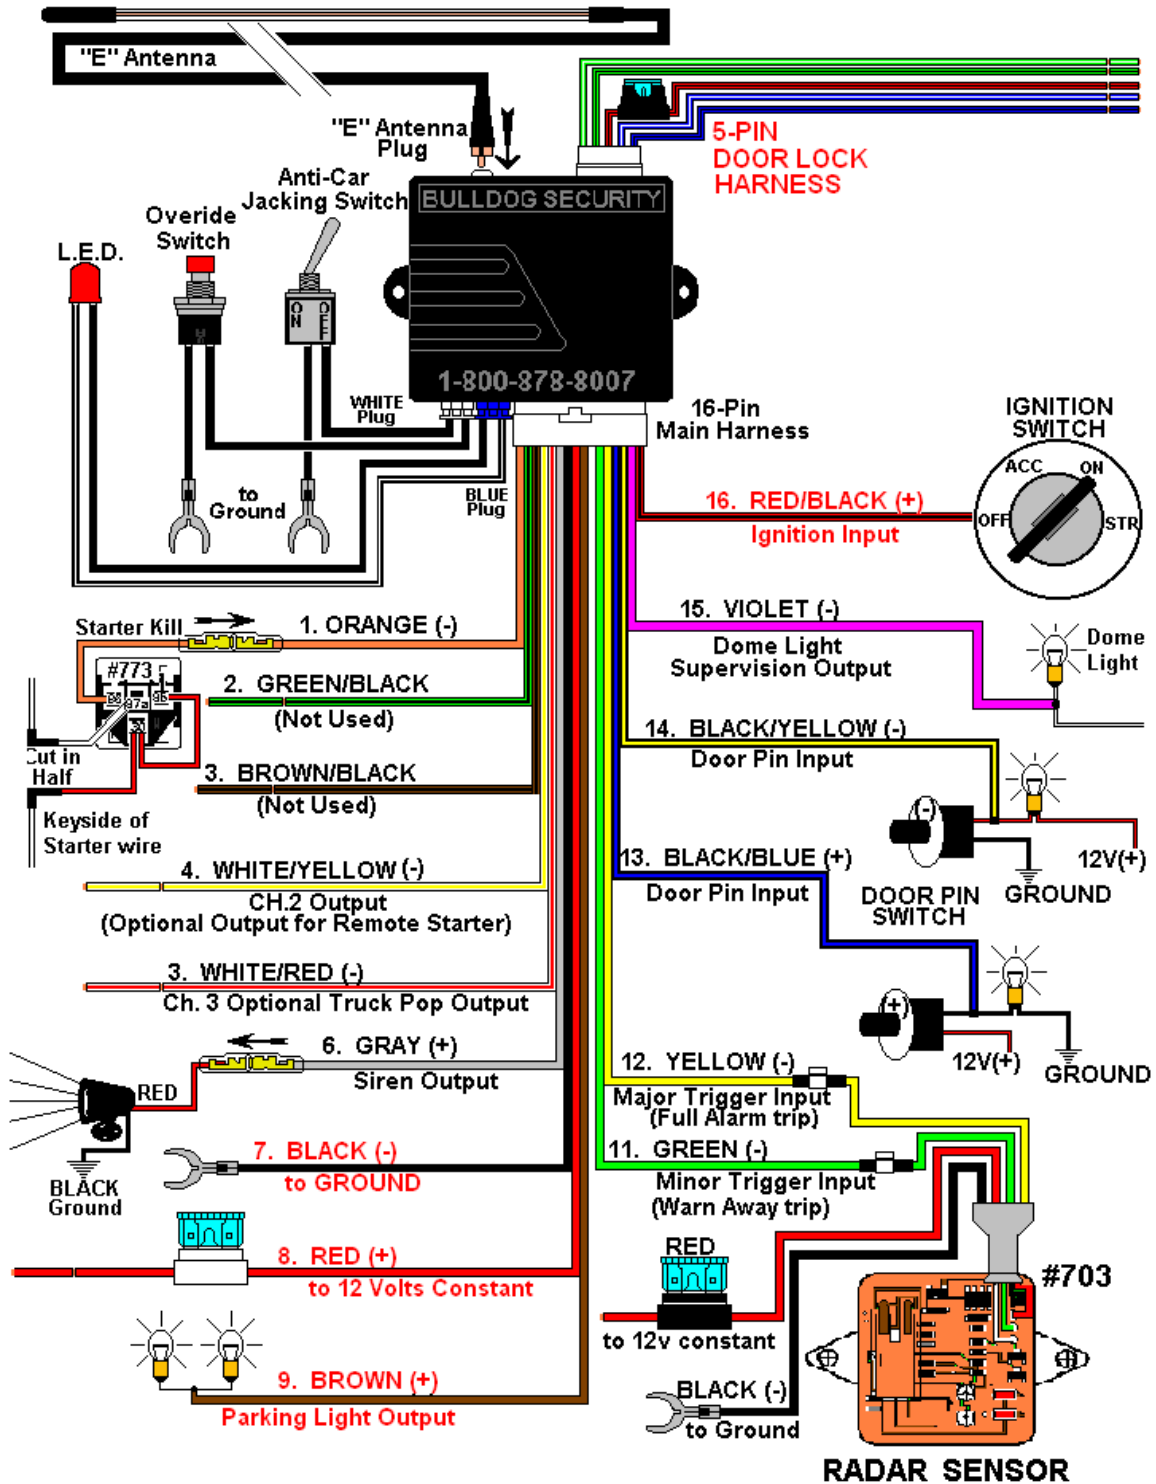 "E" Antenna
"E" Antenna
Plug
5-PIN
DOOR LOCK
HARNESS
Anti-Car
Jacking Switch
Overide
Switch
L.E.D.
BULLDOG SECURITY
ON
OFF
1-800-878-8007
WHITE
Plug
16-Pin
Main Harness
IGNITION
SWITCH
ACC
ON
OFF
STR
to
Ground
BLUE
Plug
16. RED/BLACK (+)
Ignition Input
15. VIOLET (-)
Dome Light
Supervision Output
Dome
Light
Starter Kill
1. ORANGE (-)
#773
86
87a
85
30
2. GREEN/BLACK
(Not Used)
Cut in
Half
3. BROWN/BLACK
(Not Used)
Keyside of
Starter wire
14. BLACK/YELLOW (-)
Door Pin Input
(-)
12V(+)
GROUND
DOOR PIN
SWITCH
13. BLACK/BLUE (+)
Door Pin Input
(+)
12V(+)
GROUND
4. WHITE/YELLOW (-)
CH.2 Output
(Optional Output for Remote Starter)
3. WHITE/RED (-)
Ch. 3 Optional Truck Pop Output
6. GRAY (+)
Siren Output
RED
BLACK
Ground
12. YELLOW (-)
Major Trigger Input
(Full Alarm trip)
11. GREEN (-)
Minor Trigger Input
(Warn Away trip)
7. BLACK (-)
to GROUND
8. RED (+)
to 12 Volts Constant
9. BROWN (+)
Parking Light Output
RED
to 12v constant
BLACK (-)
to Ground
#703
RADAR SENSOR